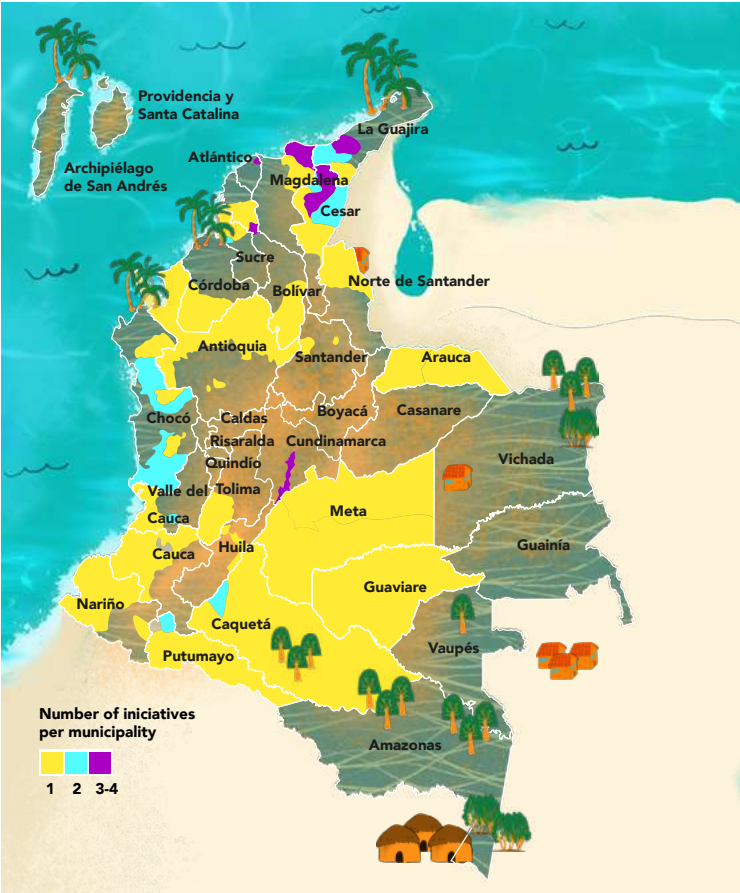 Providencia y
Santa Catalina
La Guajira
Atlántico
Archipiélago
de San Andrés
Magdalena
Cesar
Sucre
Norte de Santander
Córdoba
Bolívar
Antioquia
Santander
Arauca
Chocó
Caldas
Boyacá
Casanare
Risaralda
Cundinamarca
Quindío
Vichada
Valle del
Cauca
Tolima
Meta
Cauca
Huila
Guainía
Guaviare
Nariño
Caquetá
Vaupés
Putumayo
Amazonas
Number of iniciatives
per municipality
1 2 3-4